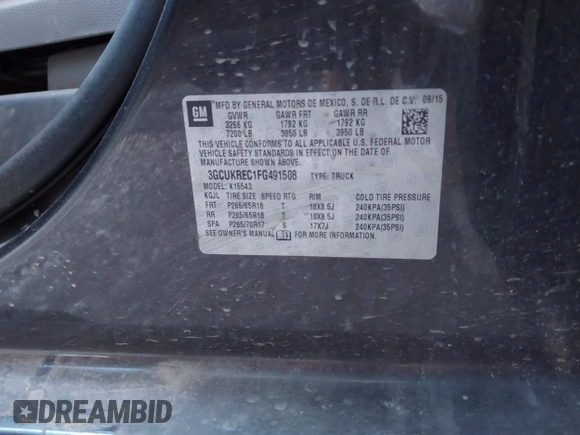 GM
MFD BY GENERAL MOTORS DE MEXICO, S. DE R.L. DE C.V. 09/15
GVWR GAWR FRT GAWR RR
3266 KG 1792 KG 1792 KG
7200 LB 3950 LB 3950 LB
THIS VEHICLE CONFORMS TO ALL APPLICABLE U.S. FEDERAL MOTOR
VEHICLE SAFETY STANDARDS IN EFFECT ON THE DATE OF
MANUFACTURE SHOWN ABOVE.
3GCUKREC1FG491508 TYPE: TRUCK
MODEL: K15543
KGJL TIRE SIZE SPEED RTG RIM COLD TIRE PRESSURE
FRT P265/65R18 T 18X8.5J 240KPA(35PSI)
RR P265/65R18 T 18X8.5J 240KPA(35PSI)
SPA P265/70R17 S 17X7J 240KPA(35PSI)
SEE OWNER'S MANUAL FOR MORE INFORMATION.
DREAMBID